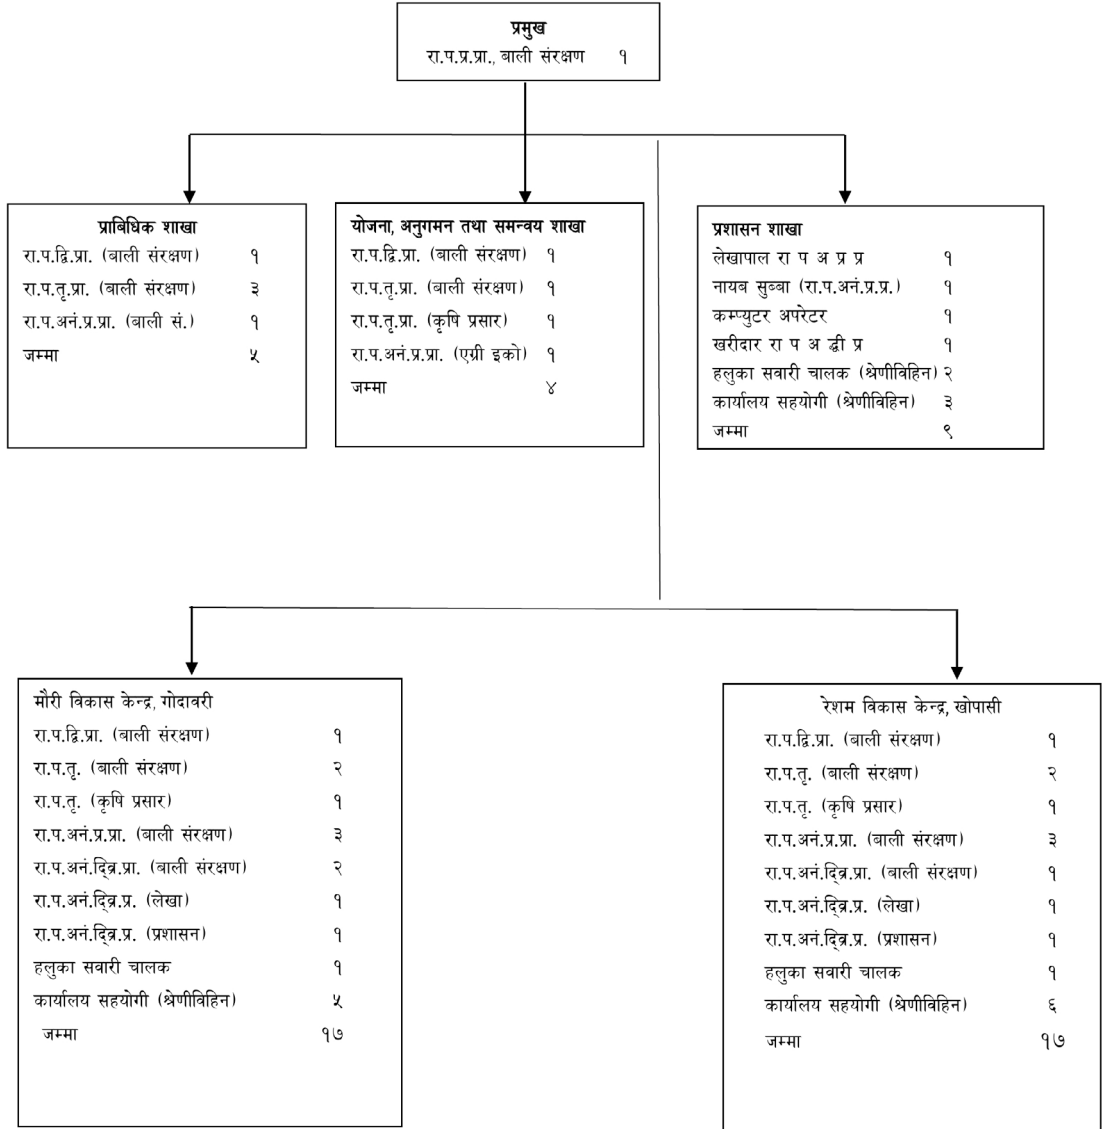 प्रमुख
रा.प.प्र.प्रा., बाली संरक्षण १
प्राबिधिक शाखा
रा.प.द्वि.प्रा. (बाली संरक्षण) १
रा.प.तृ.प्रा. (बाली संरक्षण) ३
रा.प.अनं.प्र.प्रा. (बाली सं.) १
जम्मा ५
योजना, अनुगमन तथा समन्वय शाखा
रा.प.द्वि.प्रा. (बाली संरक्षण) १
रा.प.तृ.प्रा. (बाली संरक्षण) १
रा.प.तृ.प्रा. (कृषि प्रसार) १
रा.प.अनं.प्र.प्रा. (एग्री इको) १
जम्मा ४
प्रशासन शाखा
लेखापाल रा प अ प्र प्र १
नायब सुब्बा (रा.प.अनं.प्र.प्र.) १
कम्प्युटर अपरेटर १
खरीदार रा प अ द्धी प्र १
हलुका सवारी चालक (श्रेणीविहिन) २
कार्यालय सहयोगी (श्रेणीविहिन) ३
जम्मा ९
मौरी विकास केन्द्र, गोदावरी
रा.प.द्वि.प्रा. (बाली संरक्षण) १
रा.प.तृ. (बाली संरक्षण) २
रा.प.तृ. (कृषि प्रसार) १
रा.प.अनं.प्र.प्रा. (बाली संरक्षण) ३
रा.प.अनं.द्वि.प्रा. (बाली संरक्षण) २
रा.प.अनं.द्वि.प्र. (लेखा) १
रा.प.अनं.द्वि.प्र. (प्रशासन) १
हलुका सवारी चालक १
कार्यालय सहयोगी (श्रेणीविहिन) ५
जम्मा १७
रेशम विकास केन्द्र, खोपासी
रा.प.द्वि.प्रा. (बाली संरक्षण) १
रा.प.तृ. (बाली संरक्षण) २
रा.प.तृ. (कृषि प्रसार) १
रा.प.अनं.प्र.प्रा. (बाली संरक्षण) ३
रा.प.अनं.द्वि.प्रा. (बाली संरक्षण) १
रा.प.अनं.द्वि.प्र. (लेखा) १
रा.प.अनं.द्वि.प्र. (प्रशासन) १
हलुका सवारी चालक १
कार्यालय सहयोगी (श्रेणीविहिन) ६
जम्मा १७